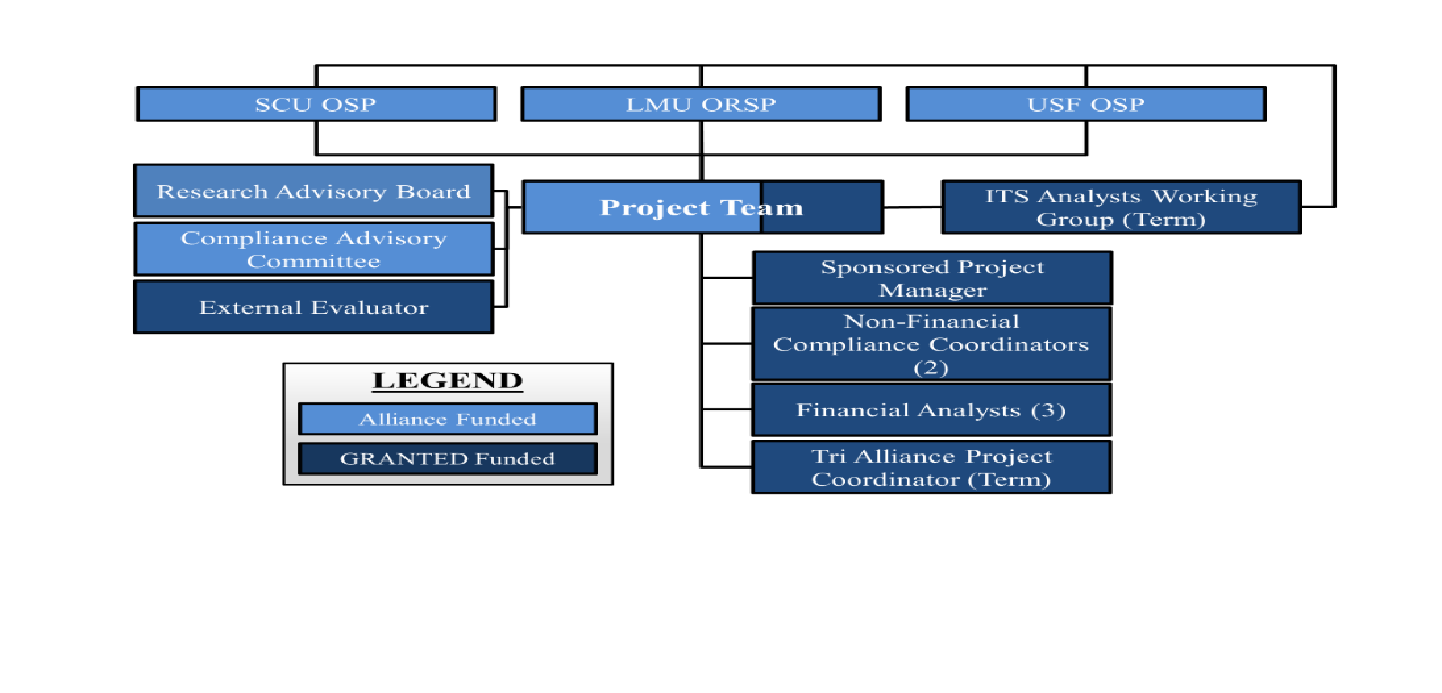 SCU OSP
LMU ORSP
USF OSP
Research Advisory Board
Compliance Advisory
Committee
External Evaluator
Project Team
ITS Analysts Working
Group (Term)
Sponsored Project
Manager
Non-Financial
Compliance Coordinators
(2)
Financial Analysts (3)
Tri Alliance Project
Coordinator (Term)
LEGEND
Alliance Funded
GRANTED Funded